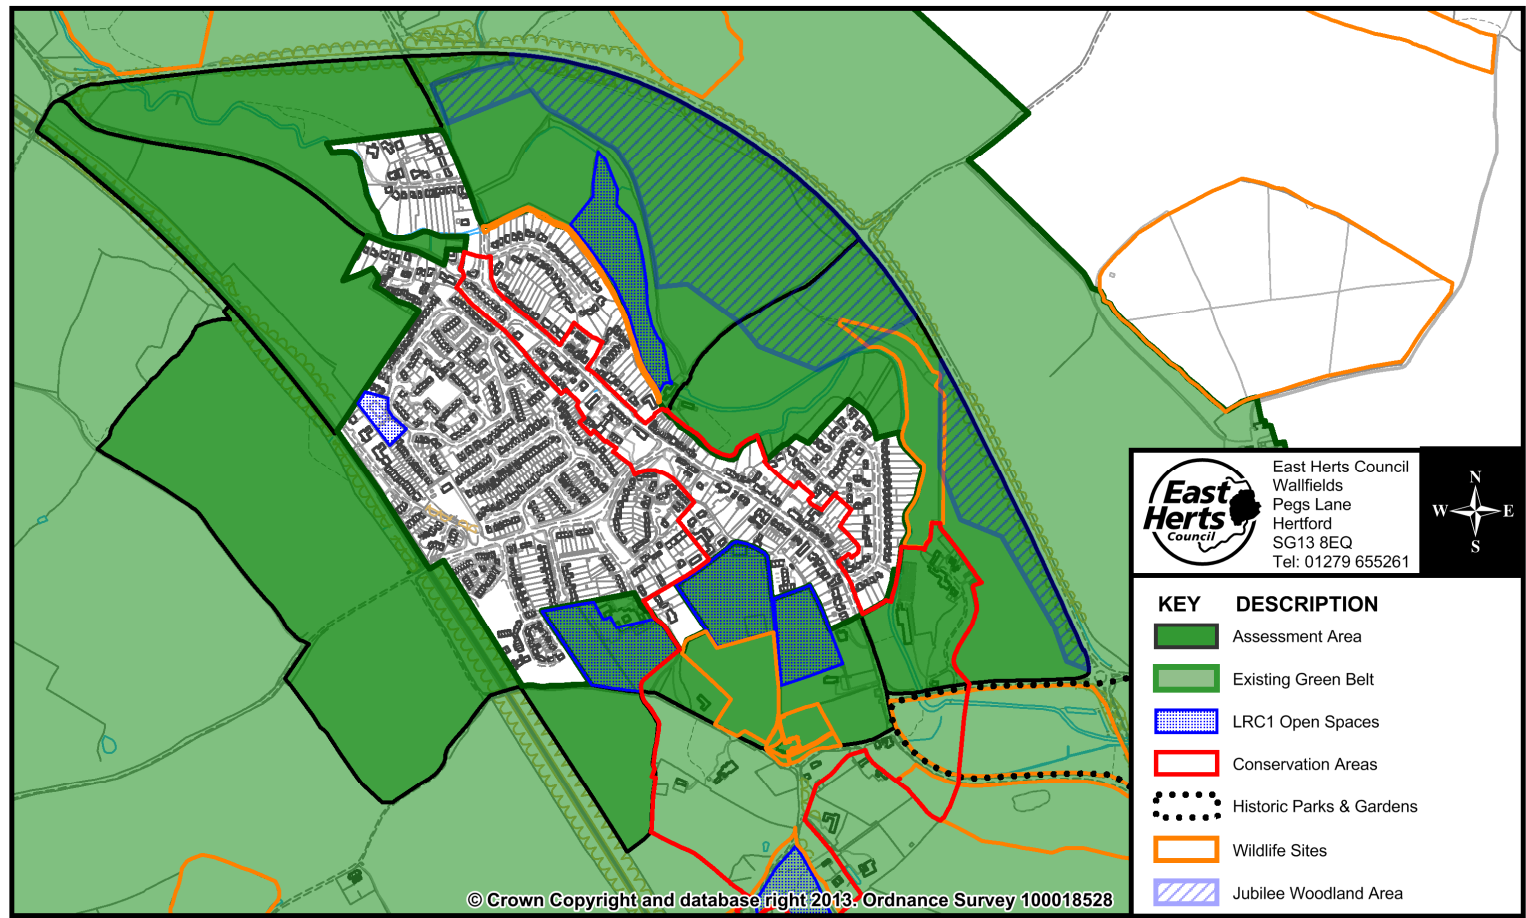 East
Herts
Council
East Herts Council
Wallfields
Pegs Lane
Hertford
SG13 8EQ
Tel: 01279 655261
N
W E
S
KEY DESCRIPTION
Assessment Area
Existing Green Belt
LRC1 Open Spaces
Conservation Areas
Historic Parks & Gardens
Wildlife Sites
Jubilee Woodland Area
© Crown Copyright and database right 2013. Ordnance Survey 100018528